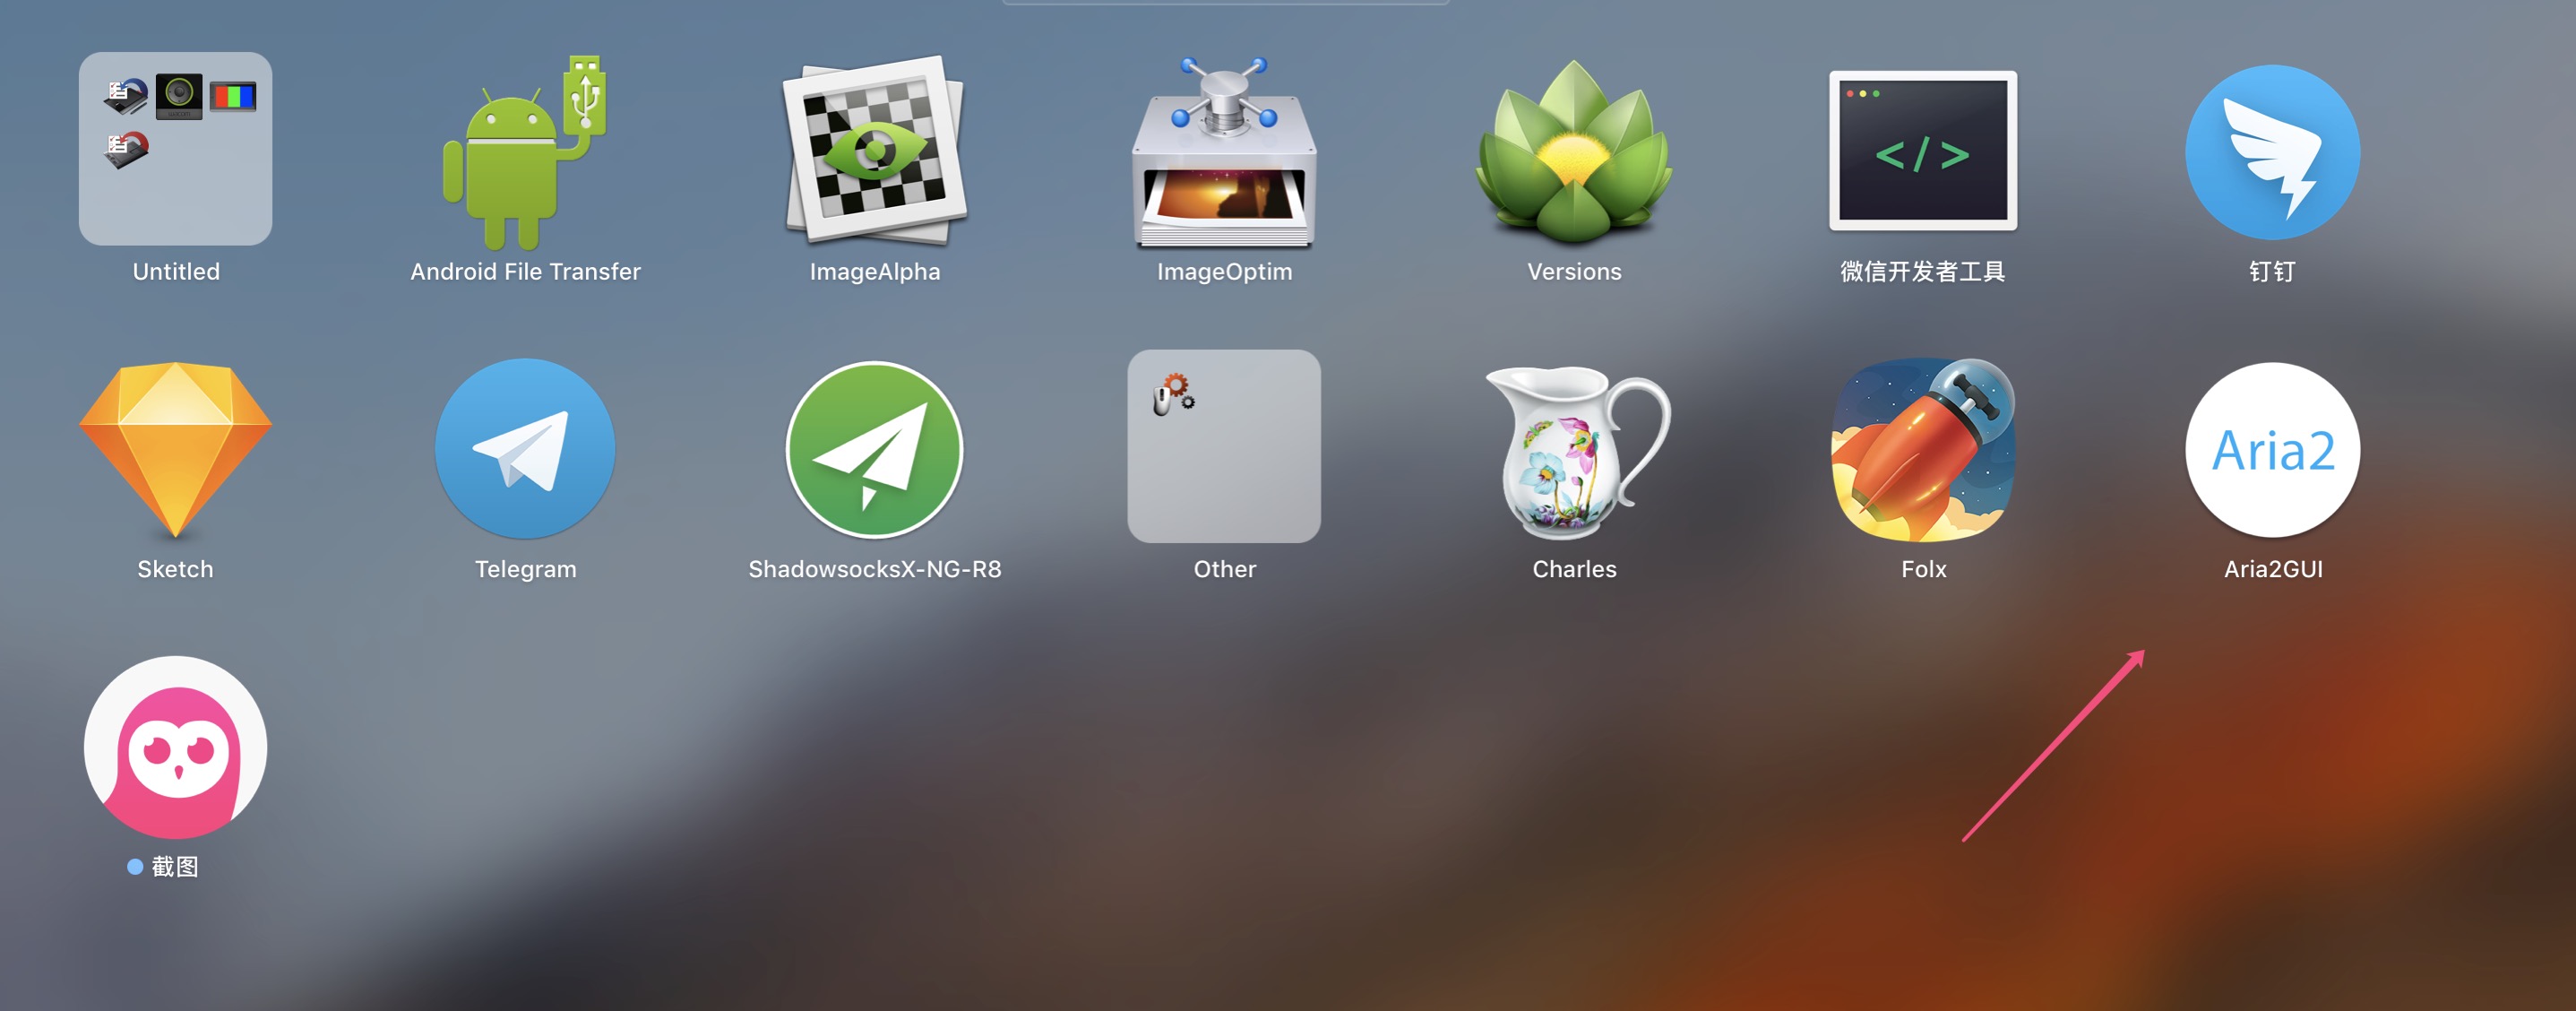 Untitled
Android File Transfer
ImageAlpha
ImageOptim
Versions
</>
微信开发者工具
钉钉
Sketch
Telegram
ShadowsocksX-NG-R8
Other
Charles
Folx
Aria2
Aria2GUI
截图